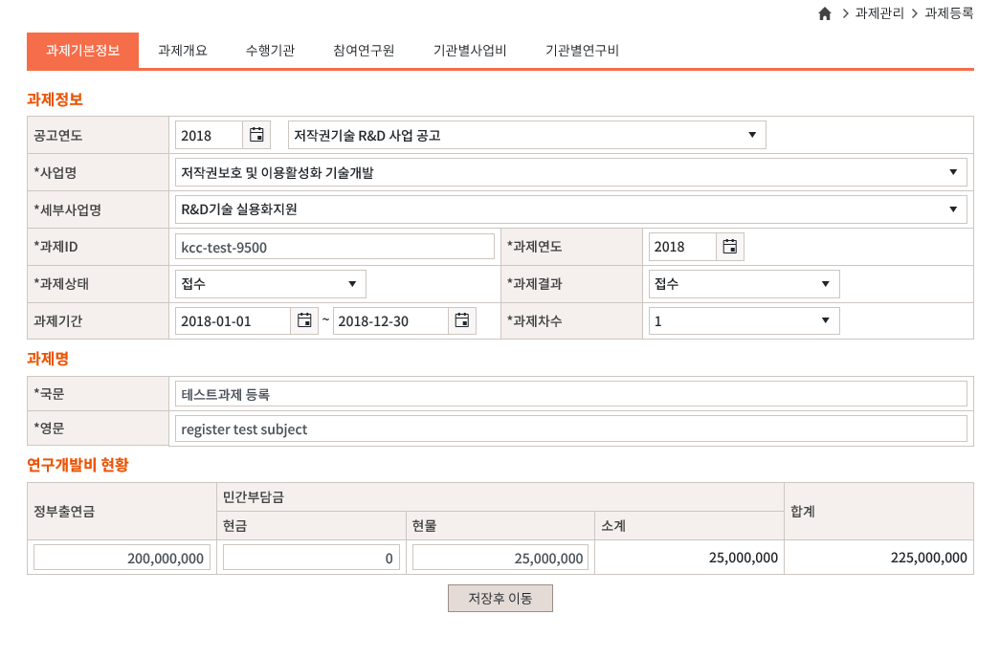 과제관리 > 과제등록
과제기본정보 과제개요 수행기관 참여연구원 기관별사업비 기관별연구비
과제정보
공고연도 2018 저작권기술 R&D 사업 공고
*사업명 저작권보호 및 이용활성화 기술개발
*세부사업명 R&D기술 실용화지원
*과제ID kcc-test-9500 *과제연도 2018
*과제상태 접수 *과제결과 접수
과제기간 2018-01-01 ~ 2018-12-30 *과제차수 1
과제명
*국문 테스트과제 등록
*영문 register test subject
연구개발비 현황
정부출연금 민간부담금 합계
현금 현물 소계
200,000,000 0 25,000,000 25,000,000 225,000,000
저장후 이동